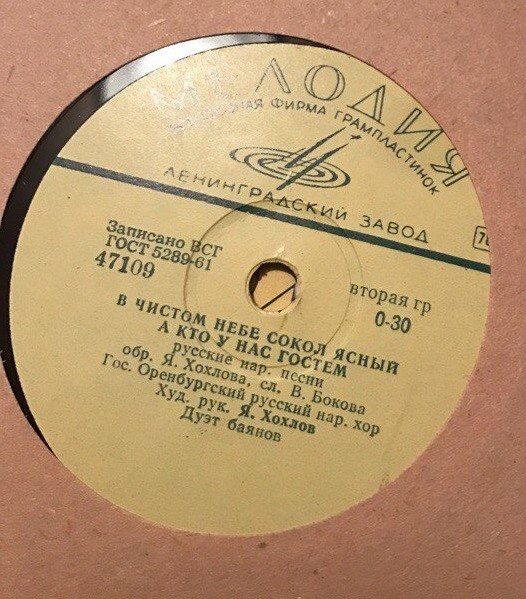 МЕЛОДИЯ
ФИРМА ГРАМПЛАСТИНОК
ЛЕНИНГРАДСКИЙ ЗАВОД
78
Записано ВСГ
ГОСТ 5289-61
47109
вторая гр
0-30
В ЧИСТОМ НЕБЕ СОКОЛ ЯСНЫЙ
А КТО У НАС ГОСТЕМ
русские нар. песни
обр. Я. Хохлова, сл. В. Бокова
Гос. Оренбургский русский нар. хор
Худ. рук. Я. Хохлов
Дуэт баянов